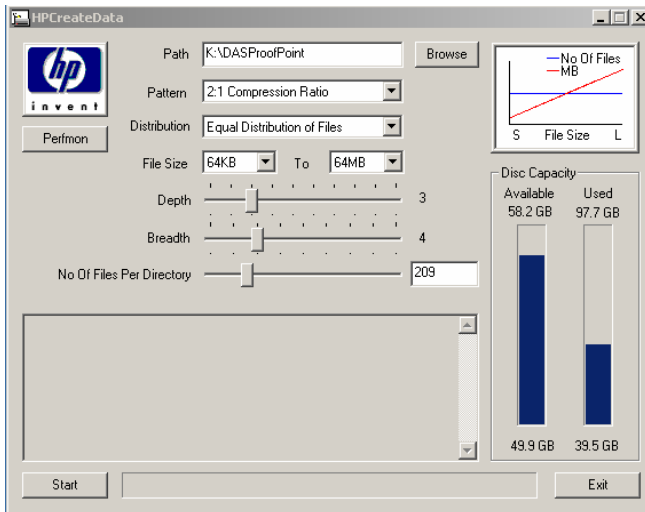 HPCreateData
hp
invent
Perfmon
Path K:\DASProofPoint Browse
Pattern 2:1 Compression Ratio
Distribution Equal Distribution of Files
File Size 64KB To 64MB
Depth 3
Breadth 4
No Of Files Per Directory 209
No Of Files
MB
S File Size L
Disc Capacity
Available Used
58.2 GB 97.7 GB
49.9 GB 39.5 GB
Start Exit